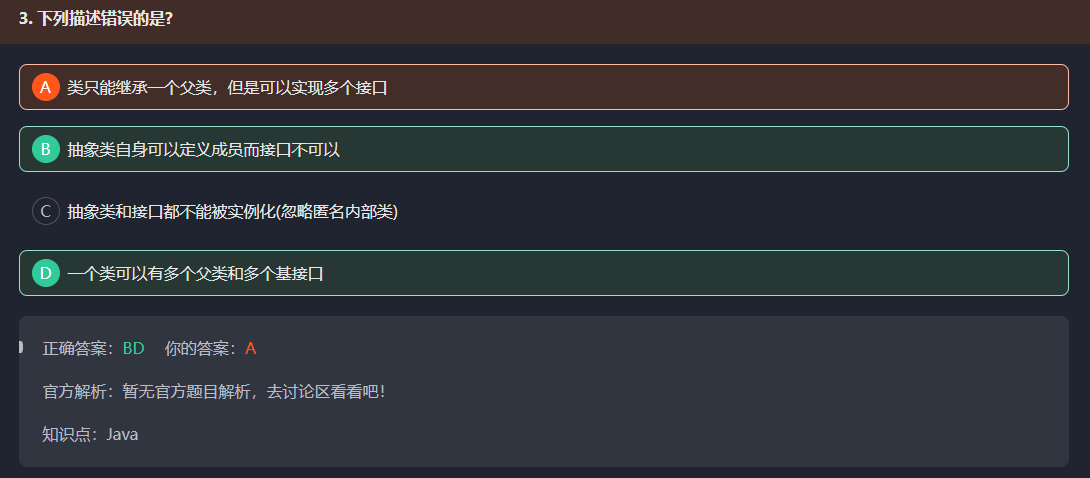 3. 下列描述错误的是?
A 类只能继承一个父类，但是可以实现多个接口
B 抽象类自身可以定义成员而接口不可以
C 抽象类和接口都不能被实例化(忽略匿名内部类)
D 一个类可以有多个父类和多个基接口
正确答案：BD 你的答案：A
官方解析：暂无官方题目解析，去讨论区看看吧！
知识点：Java